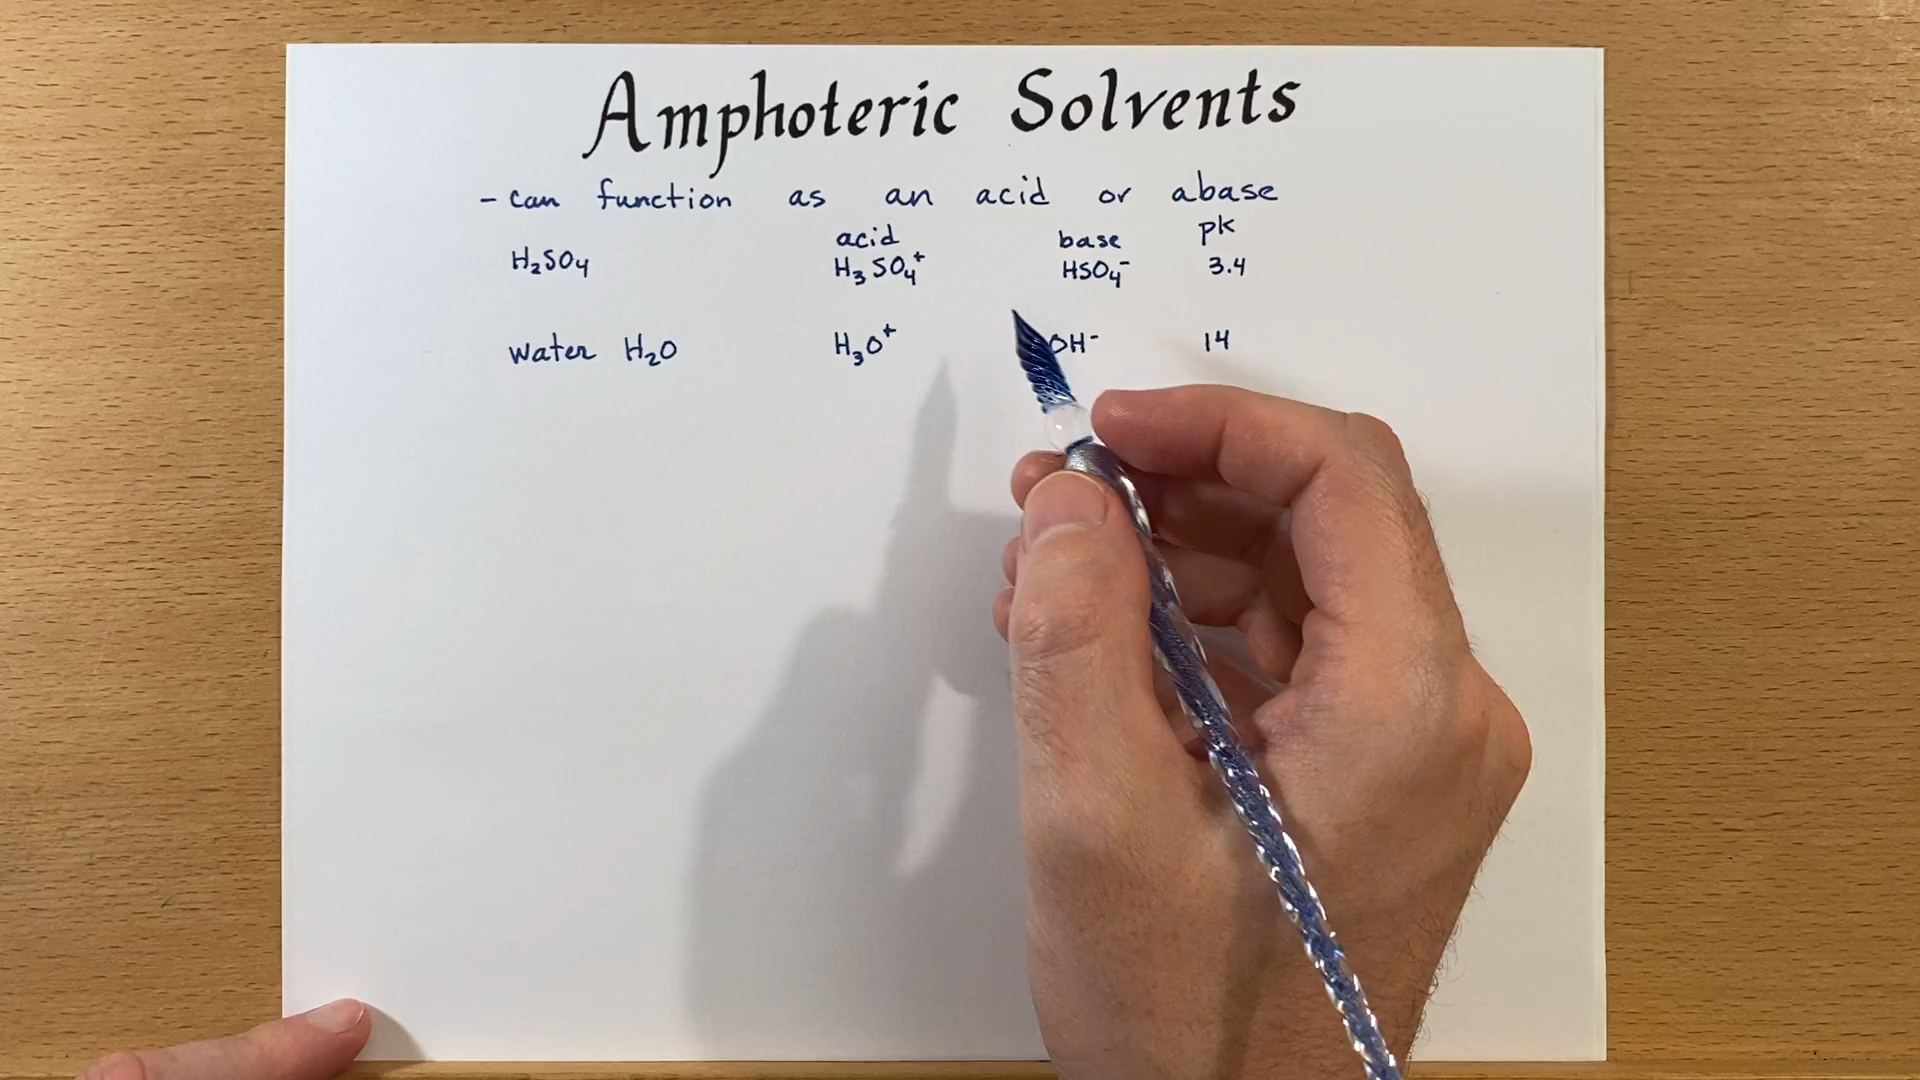 Amphoteric Solvents
- can function as an acid or a base
acid base pk
H₂SO₄ H₃SO₄⁺ HSO₄⁻ 3.4
water H₂O H₃O⁺ OH⁻ 14